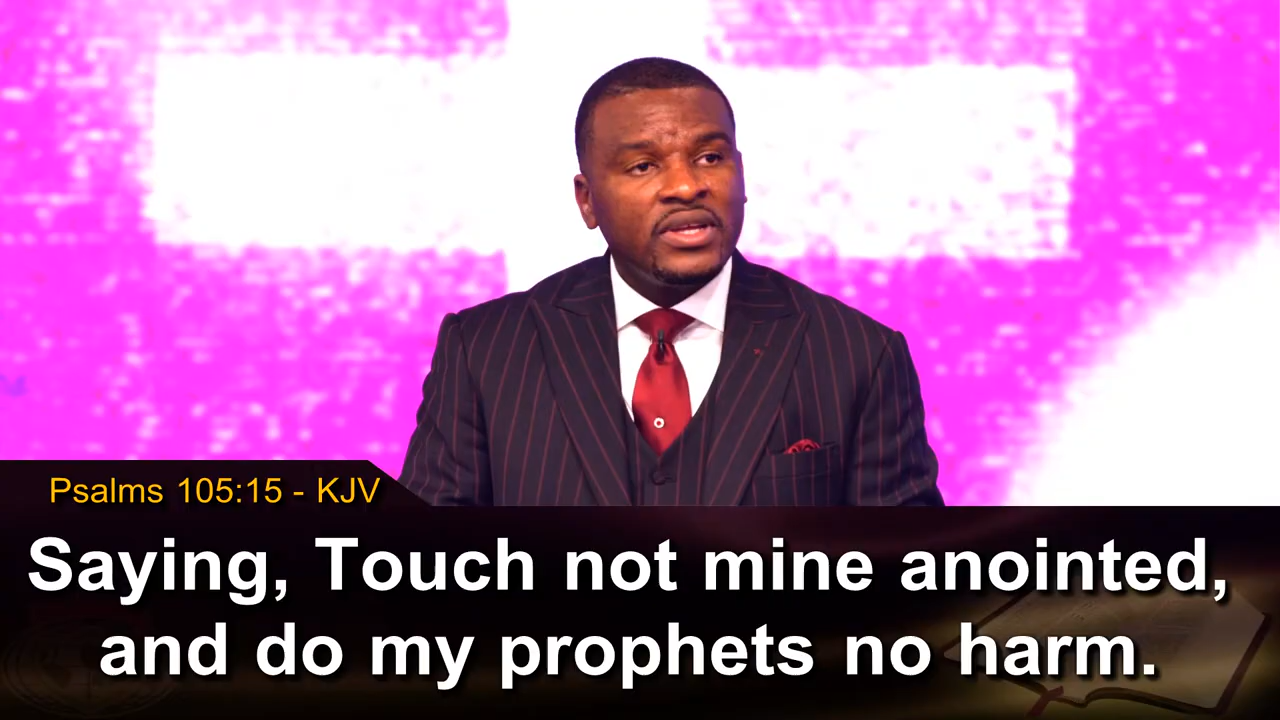 Psalms 105:15 - KJV
Saying, Touch not mine anointed,
and do my prophets no harm.